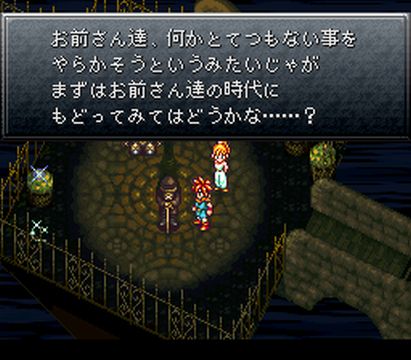 お前さん達、何かとてつもない事を
やらかそうというみたいじゃが
まずはお前さん達の時代に
もどってみてはどうかな……？